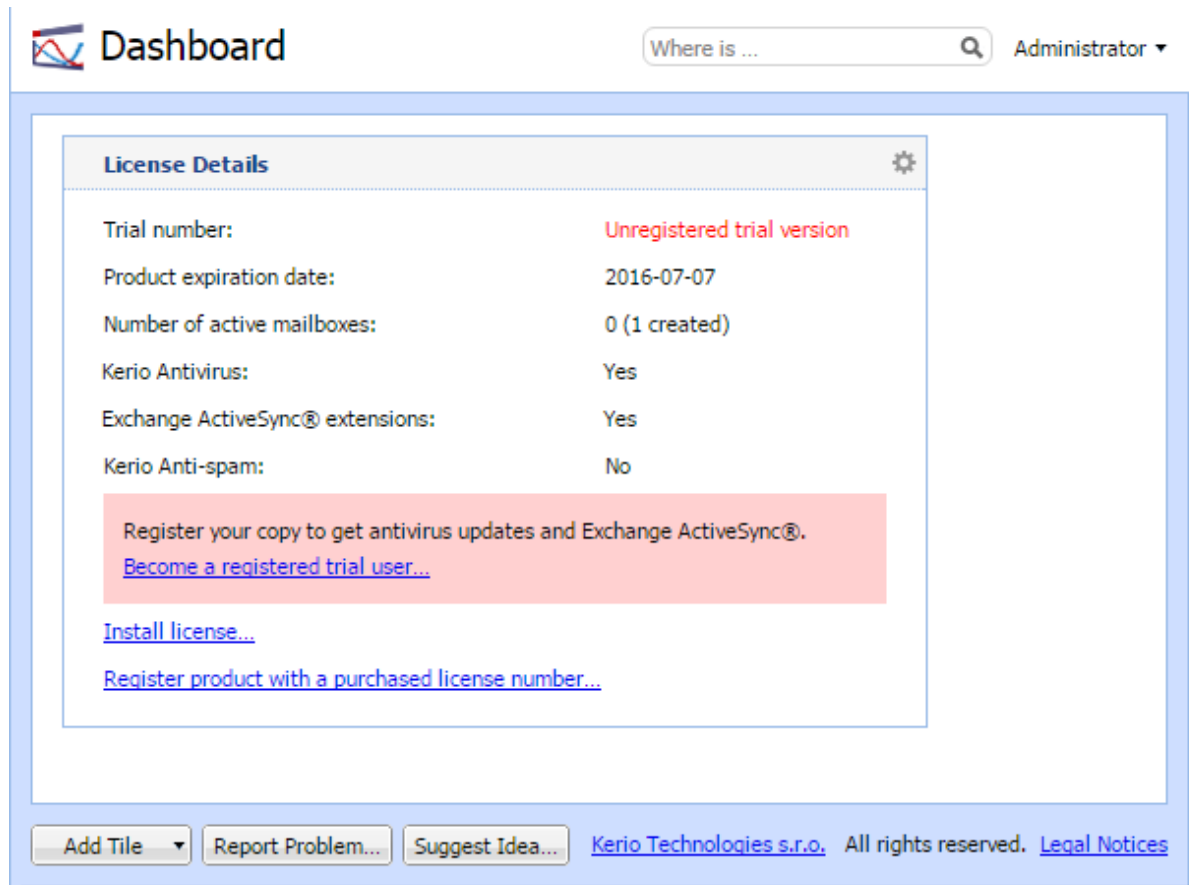 Dashboard
Where is ...
Administrator
License Details
Trial number: Unregistered trial version
Product expiration date: 2016-07-07
Number of active mailboxes: 0 (1 created)
Kerio Antivirus: Yes
Exchange ActiveSync® extensions: Yes
Kerio Anti-spam: No
Register your copy to get antivirus updates and Exchange ActiveSync®.
Become a registered trial user...
Install license...
Register product with a purchased license number...
Add Tile Report Problem... Suggest Idea... Kerio Technologies s.r.o. All rights reserved. Legal Notices